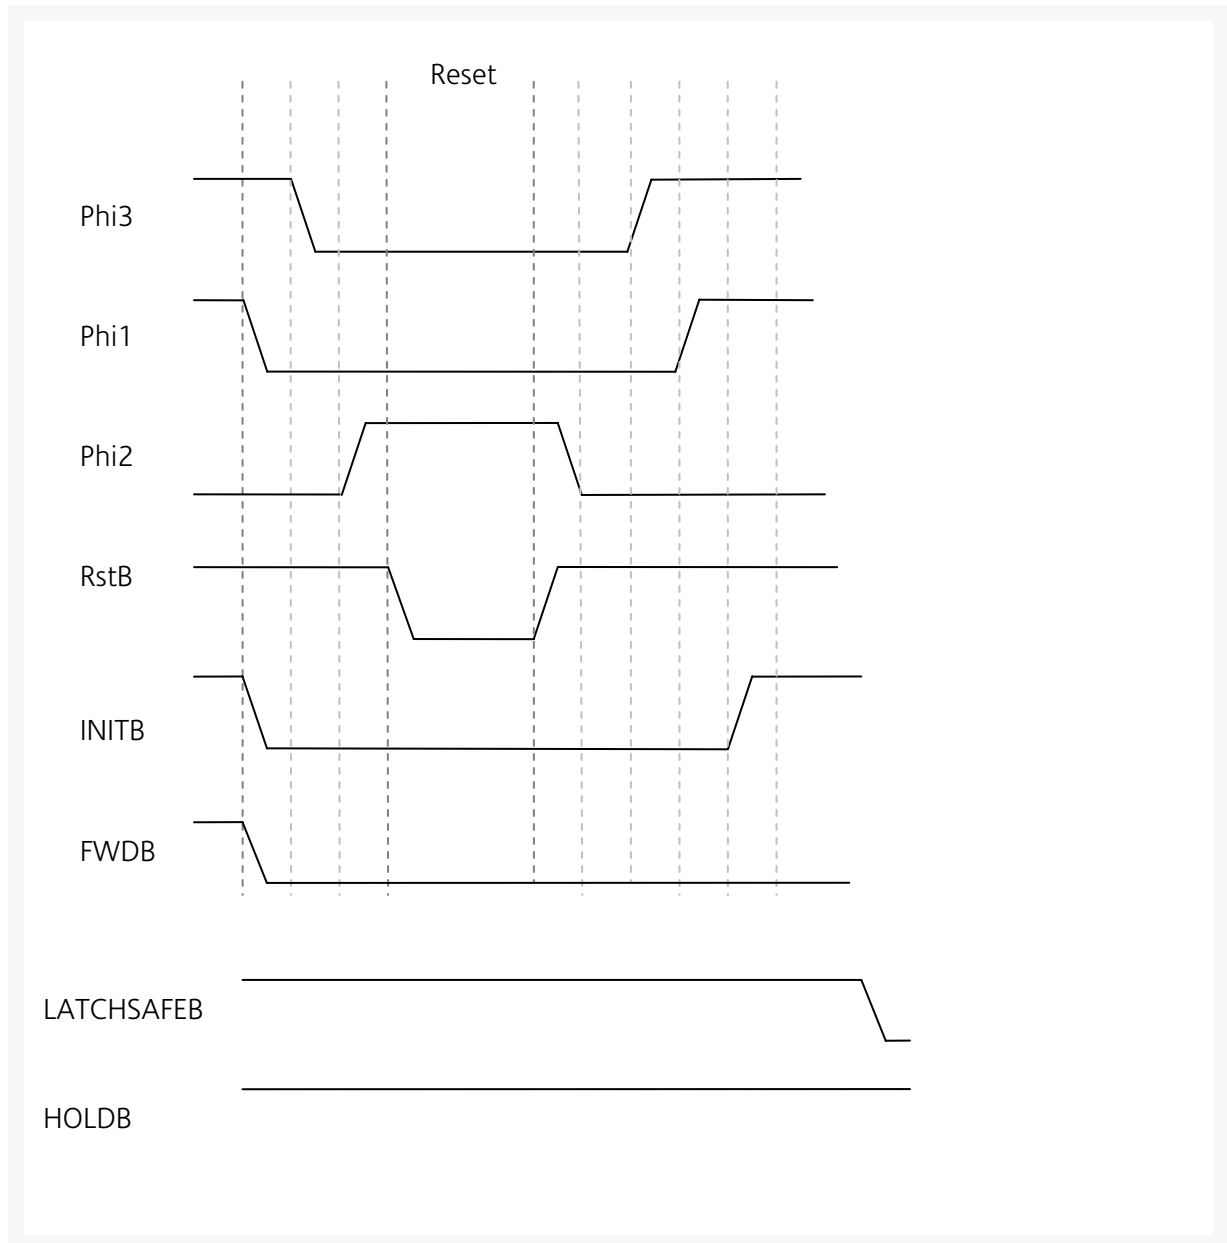 Reset
Phi3
Phi1
Phi2
RstB
INITB
FWDB
LATCHSAFEB
HOLDB